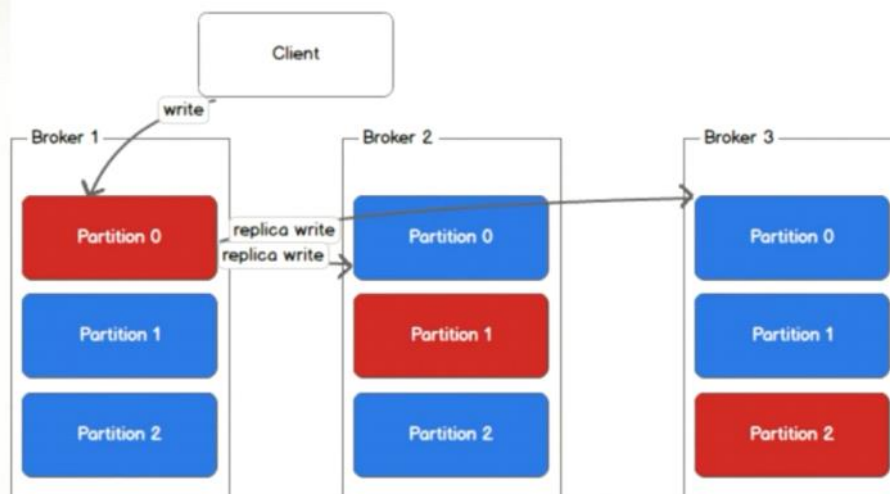 Client
write
Broker 1
Broker 2
Broker 3
Partition 0
replica write
replica write
Partition 0
Partition 0
Partition 1
Partition 1
Partition 1
Partition 2
Partition 2
Partition 2